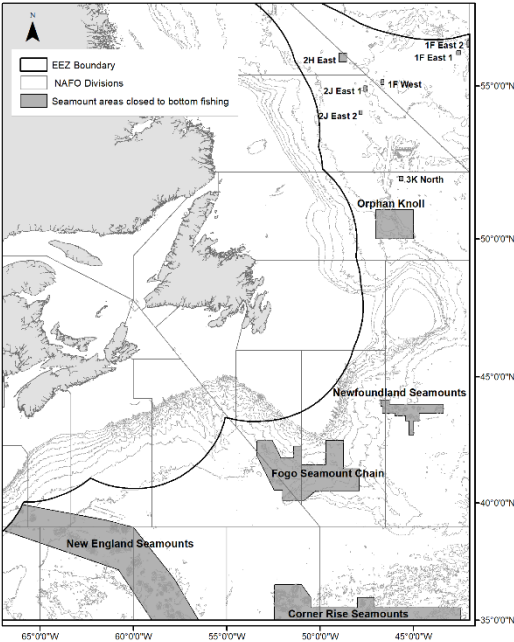 N
EEZ Boundary
NAFO Divisions
Seamount areas closed to bottom fishing
1F East 2
1F East 1
2H East
1F West
2J East 1
2J East 2
3K North
Orphan Knoll
Newfoundland Seamounts
Fogo Seamount Chain
New England Seamounts
Corner Rise Seamounts
55°0'0"N
50°0'0"N
45°0'0"N
40°0'0"N
35°0'0"N
65°0'0"W
60°0'0"W
55°0'0"W
50°0'0"W
45°0'0"W